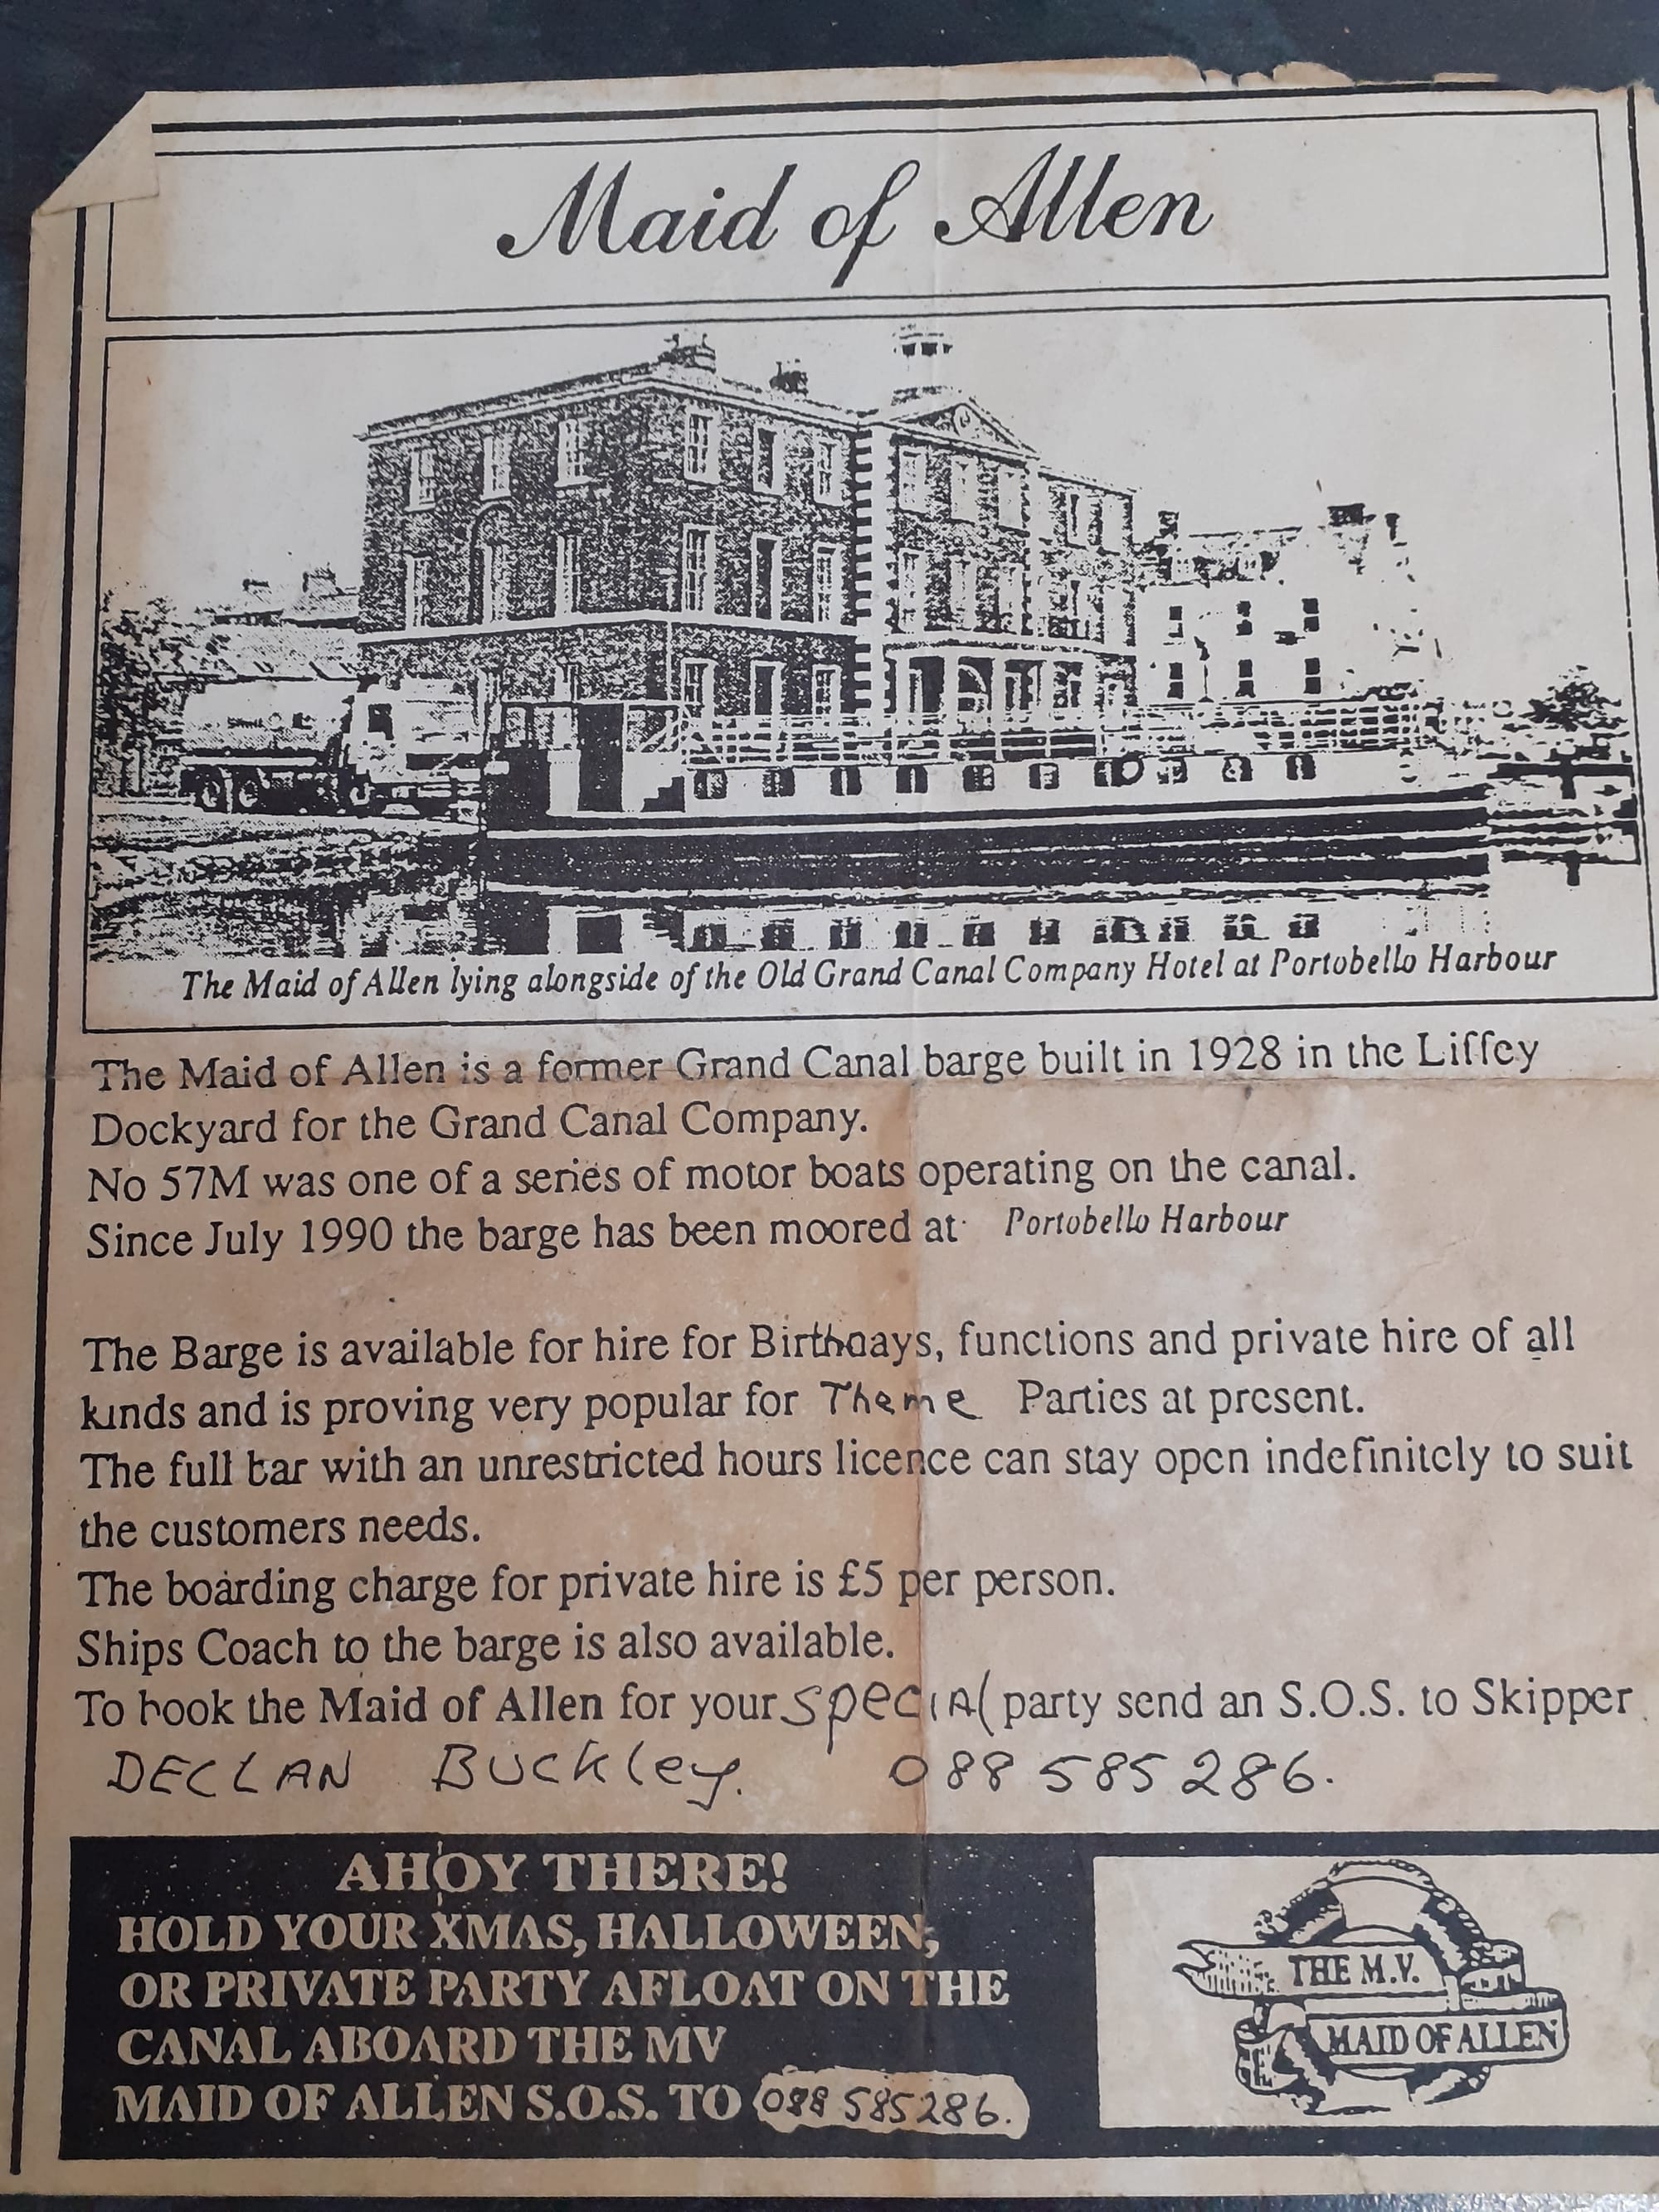 Maid of Allen
The Maid of Allen lying alongside of the Old Grand Canal Company Hotel at Portobello Harbour
The Maid of Allen is a former Grand Canal barge built in 1928 in the Liffey
Dockyard for the Grand Canal Company.
No 57M was one of a series of motor boats operating on the canal.
Since July 1990 the barge has been moored at Portobello Harbour
The Barge is available for hire for Birthdays, functions and private hire of all
kinds and is proving very popular for Theme Parties at present.
The full bar with an unrestricted hours licence can stay open indefinitely to suit
the customers needs.
The boarding charge for private hire is £5 per person.
Ships Coach to the barge is also available.
To book the Maid of Allen for your special party send an S.O.S. to Skipper
DECLAN Buckley. 088 585 286.
AHOY THERE!
HOLD YOUR XMAS, HALLOWEEN,
OR PRIVATE PARTY AFLOAT ON THE
CANAL ABOARD THE MV
MAID OF ALLEN S.O.S. TO 088 585286.
THE M.V.
MAID OF ALLEN